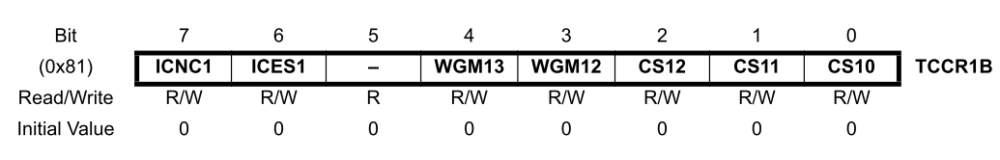 Bit 7 6 5 4 3 2 1 0
(0x81) ICNC1 ICES1 – WGM13 WGM12 CS12 CS11 CS10 TCCR1B
Read/Write R/W R/W R R/W R/W R/W R/W R/W
Initial Value 0 0 0 0 0 0 0 0